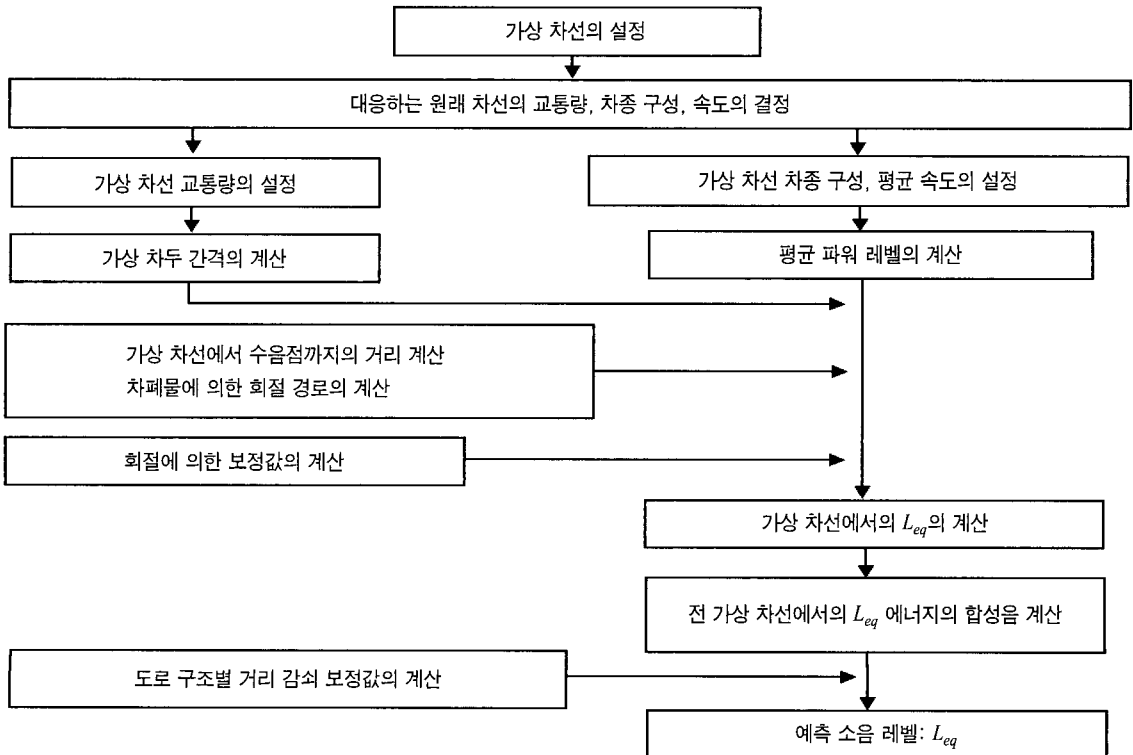 가상 차선의 설정
대응하는 원래 차선의 교통량, 차종 구성, 속도의 결정
가상 차선 교통량의 설정
가상 차선 차종 구성, 평균 속도의 설정
가상 차두 간격의 계산
평균 파워 레벨의 계산
가상 차선에서 수음점까지의 거리 계산
차폐물에 의한 회절 경로의 계산
회절에 의한 보정값의 계산
가상 차선에서의 Leq의 계산
전 가상 차선에서의 Leq 에너지의 합성음 계산
도로 구조별 거리 감쇠 보정값의 계산
예측 소음 레벨: Leq